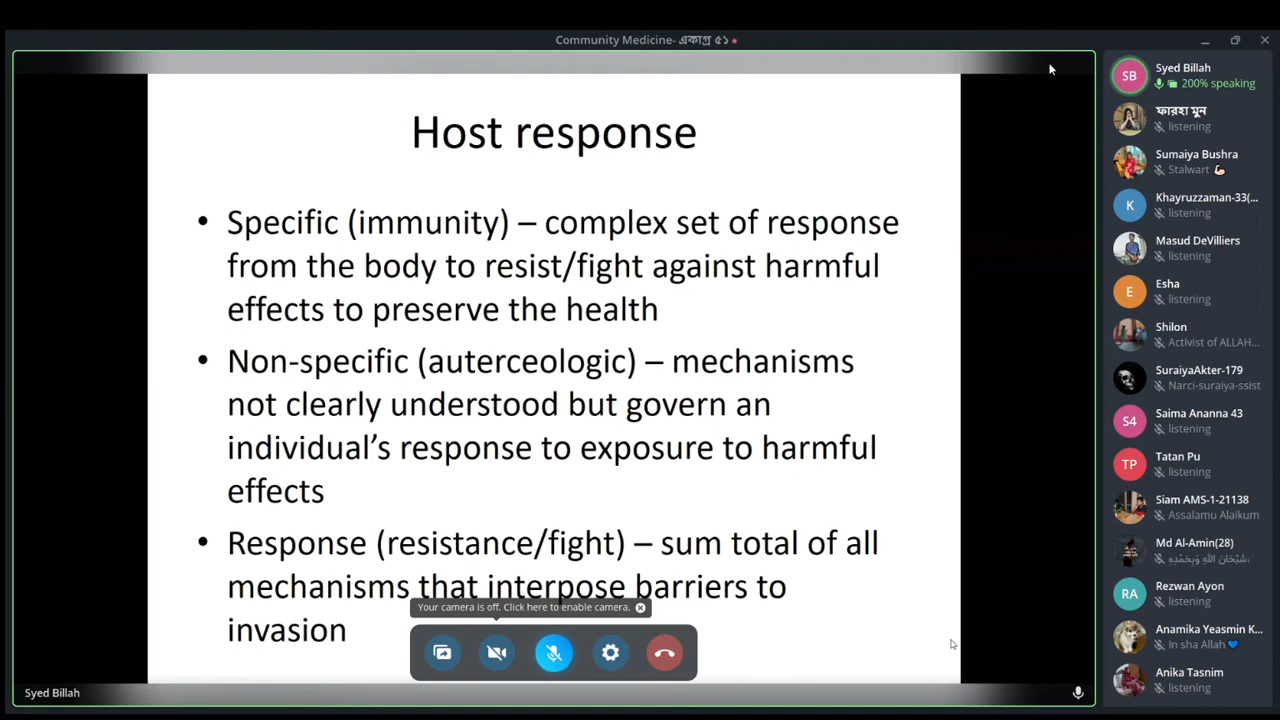 Community Medicine- একাগ্র ৫১
Host response
• Specific (immunity) – complex set of response
from the body to resist/fight against harmful
effects to preserve the health
• Non-specific (auterceologic) – mechanisms
not clearly understood but govern an
individual’s response to exposure to harmful
effects
• Response (resistance/fight) – sum total of all
mechanisms that interpose barriers to
invasion
Your camera is off. Click here to enable camera.
Syed Billah
SB
Syed Billah
200% speaking
ফারহা মুন
listening
Sumaiya Bushra
Stalwart 💪🏻
K
Khayruzzaman-33(...
listening
Masud DeVilliers
listening
E
Esha
listening
Shilon
Activist of ALLAH...
SuraiyaAkter-179
Narci-suraiya-ssist
S4
Saima Ananna 43
listening
TP
Tatan Pu
listening
Siam AMS-1-21138
Assalamu Alaikum
Md Al-Amin(28)
RA
Rezwan Ayon
listening
Anamika Yeasmin K...
In sha Allah 💙
Anika Tasnim
listening